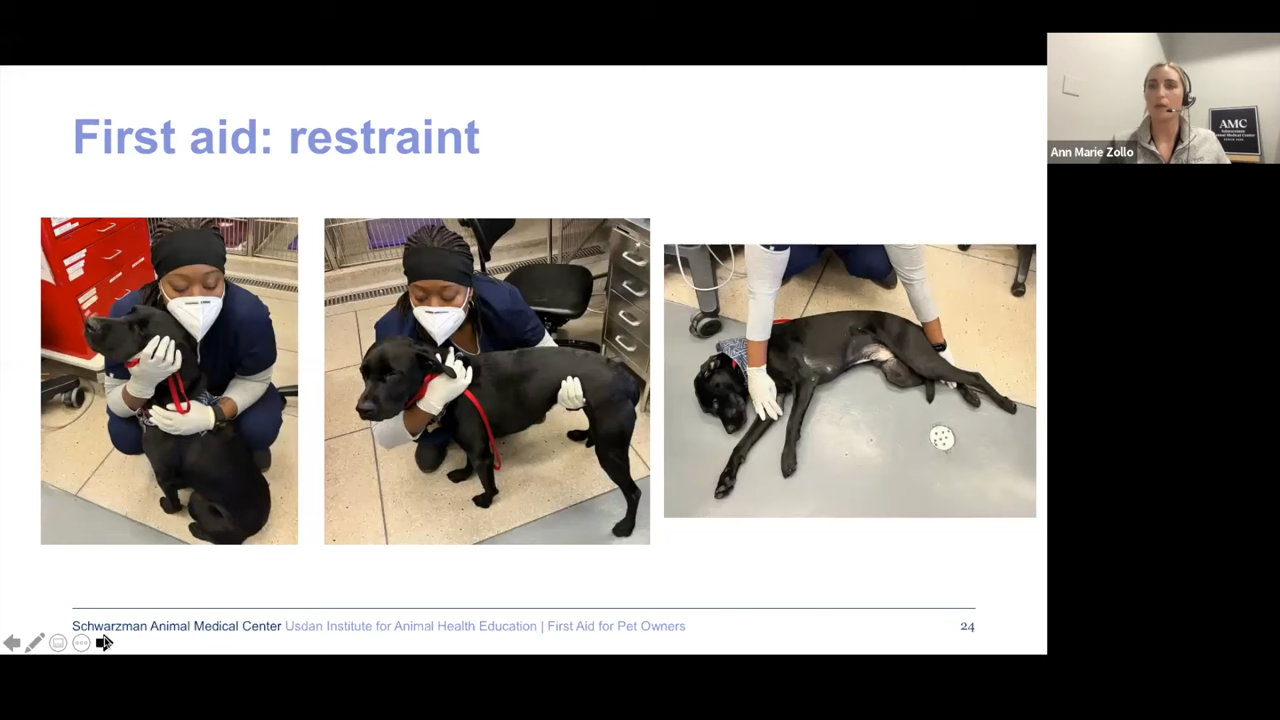 First aid: restraint
AMC
Ann Marie Zollo
Schwarzman Animal Medical Center Usdan Institute for Animal Health Education | First Aid for Pet Owners
24